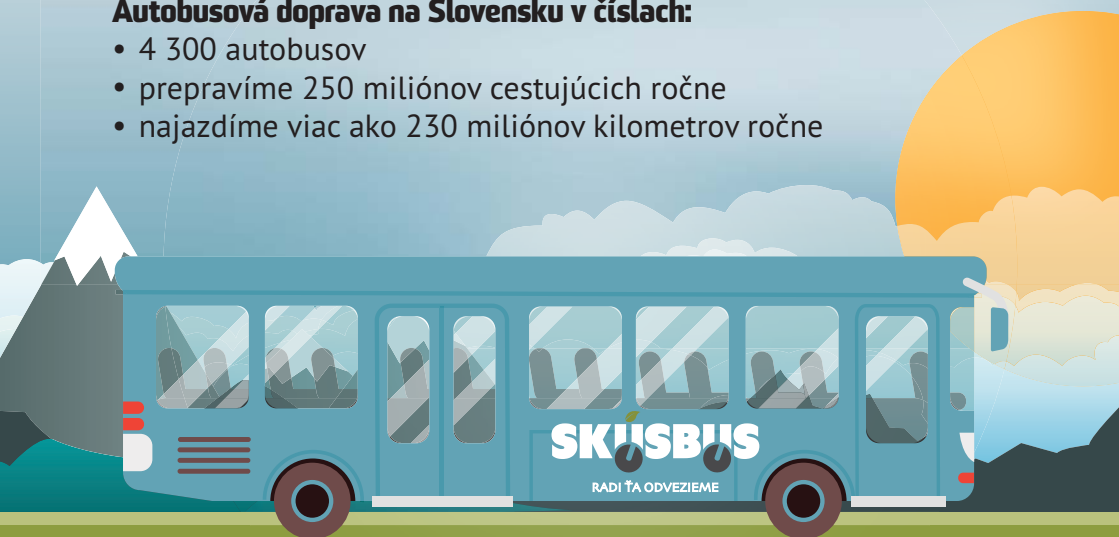 Autobusová doprava na Slovensku v číslach:
• 4 300 autobusov
• prepravíme 250 miliónov cestujúcich ročne
• najazdíme viac ako 230 miliónov kilometrov ročne
SKÚSBUS
RADI ŤA ODVEZIEME